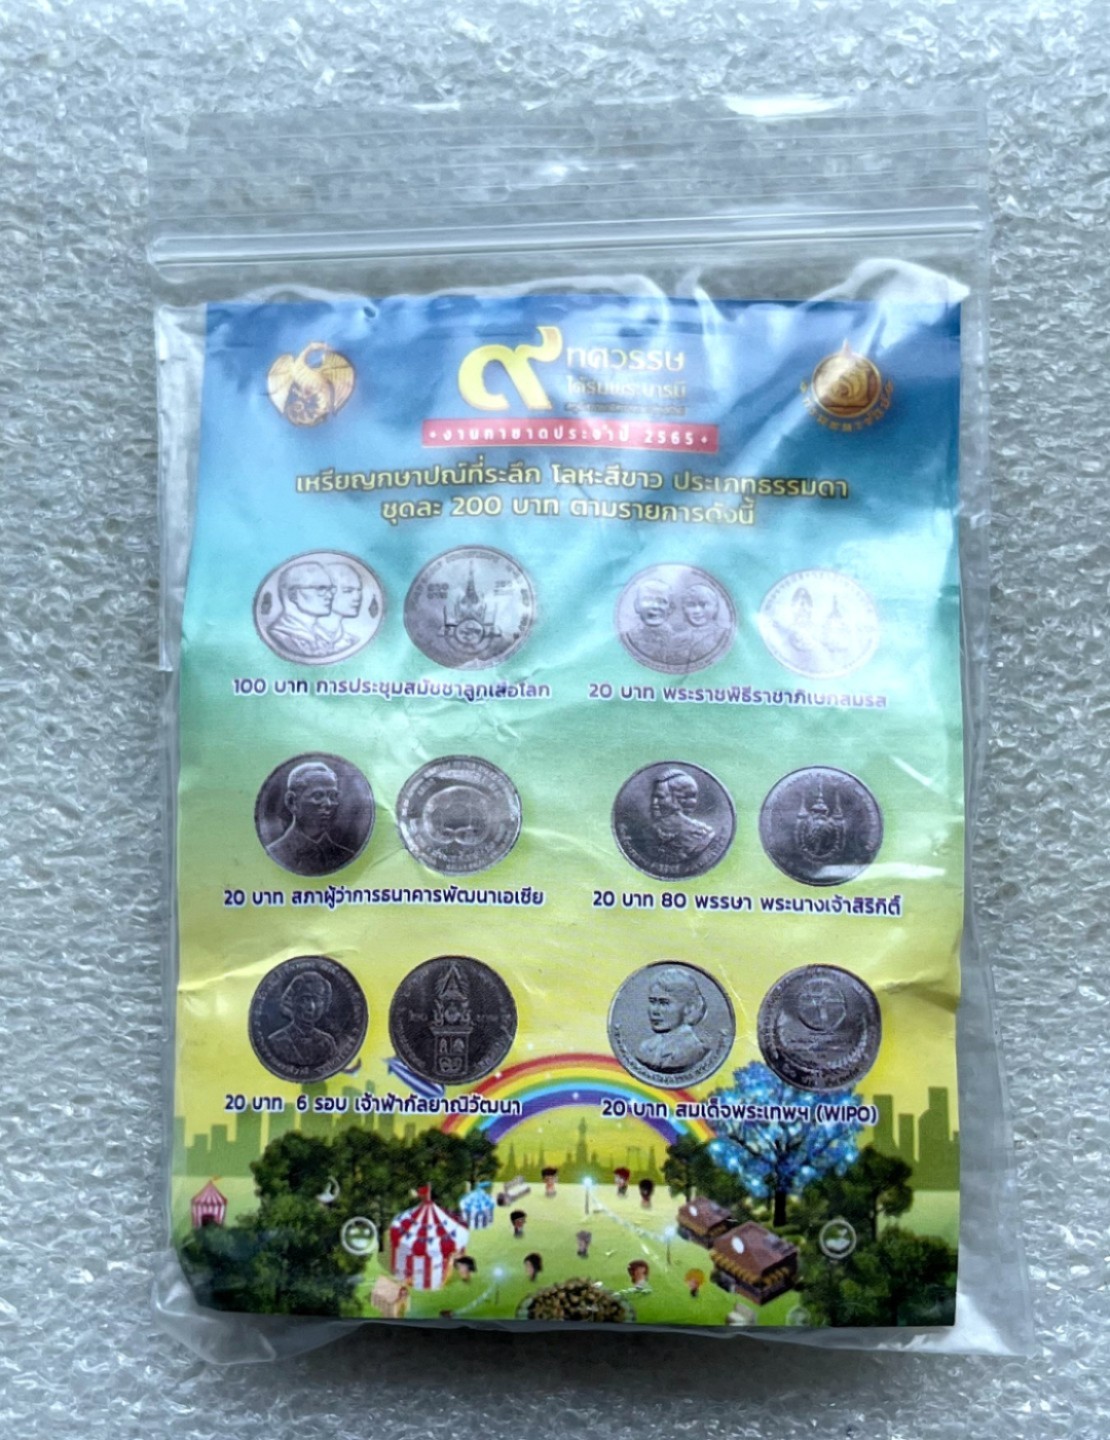 ๙ ทศวรรษ
ใต้ร่มพระบารมี
• งานกาชาดประจำปี 2565 •
เหรียญกษาปณ์ที่ระลึก โลหะสีขาว ประเภทธรรมดา
ชุดละ 200 บาท ตามรายการดังนี้
100 บาท การประชุมสมัชชาลูกเสือโลก
20 บาท พระราชพิธีราชาภิเษกสมรส
20 บาท สภาผู้ว่าการธนาคารพัฒนาเอเชีย
20 บาท 80 พรรษา พระนางเจ้าสิริกิติ์
20 บาท 6 รอบ เจ้าฟ้ากัลยาณิวัฒนา
20 บาท สมเด็จพระเทพฯ (WIPO)